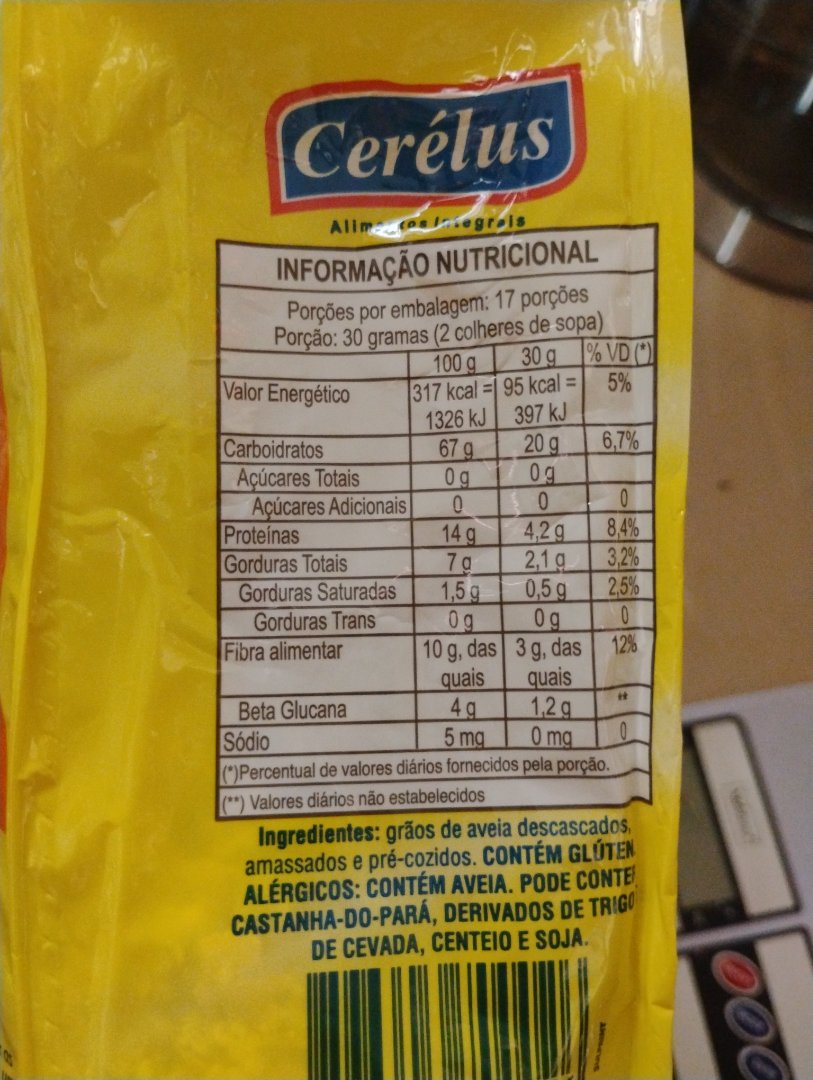 Cerélus
Alimentos Integrais
INFORMAÇÃO NUTRICIONAL
Porções por embalagem: 17 porções
Porção: 30 gramas (2 colheres de sopa)
100 g 30 g % VD (*)
Valor Energético 317 kcal = 95 kcal = 5%
1326 kJ 397 kJ
Carboidratos 67 g 20 g 6,7%
Açúcares Totais 0 g 0 g
Açúcares Adicionais 0 0 0
Proteínas 14 g 4,2 g 8,4%
Gorduras Totais 7 g 2,1 g 3,2%
Gorduras Saturadas 1,5 g 0,5 g 2,5%
Gorduras Trans 0 g 0 g 0
Fibra alimentar 10 g, das 3 g, das 12%
quais quais
Beta Glucana 4 g 1,2 g **
Sódio 5 mg 0 mg 0
(*)Percentual de valores diários fornecidos pela porção.
(**) Valores diários não estabelecidos
Ingredientes: grãos de aveia descascados,
amassados e pré-cozidos. CONTÉM GLÚTEN.
ALÉRGICOS: CONTÉM AVEIA. PODE CONTER
CASTANHA-DO-PARÁ, DERIVADOS DE TRIGO
DE CEVADA, CENTEIO E SOJA.